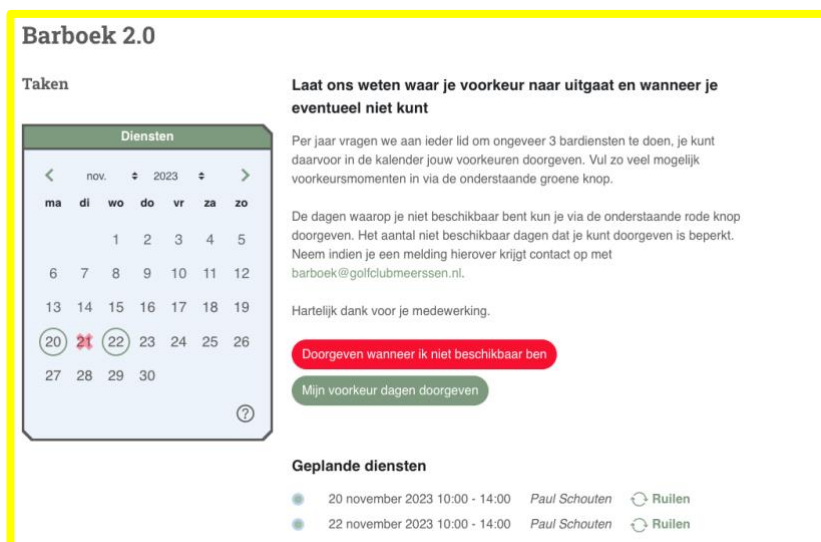 Barboek 2.0
Taken
Diensten
nov. 2023
ma di wo do vr za zo
1 2 3 4 5
6 7 8 9 10 11 12
13 14 15 16 17 18 19
20 21 22 23 24 25 26
27 28 29 30
?
Laat ons weten waar je voorkeur naar uitgaat en wanneer je
eventueel niet kunt
Per jaar vragen we aan ieder lid om ongeveer 3 bardiensten te doen, je kunt
daarvoor in de kalender jouw voorkeuren doorgeven. Vul zo veel mogelijk
voorkeursmomenten in via de onderstaande groene knop.
De dagen waarop je niet beschikbaar bent kun je via de onderstaande rode knop
doorgeven. Het aantal niet beschikbaar dagen dat je kunt doorgeven is beperkt.
Neem indien je een melding hierover krijgt contact op met
barboek@golfclubmeerssen.nl.
Hartelijk dank voor je medewerking.
Doorgeven wanneer ik niet beschikbaar ben
Mijn voorkeur dagen doorgeven
Geplande diensten
20 november 2023 10:00 - 14:00 Paul Schouten Ruilen
22 november 2023 10:00 - 14:00 Paul Schouten Ruilen